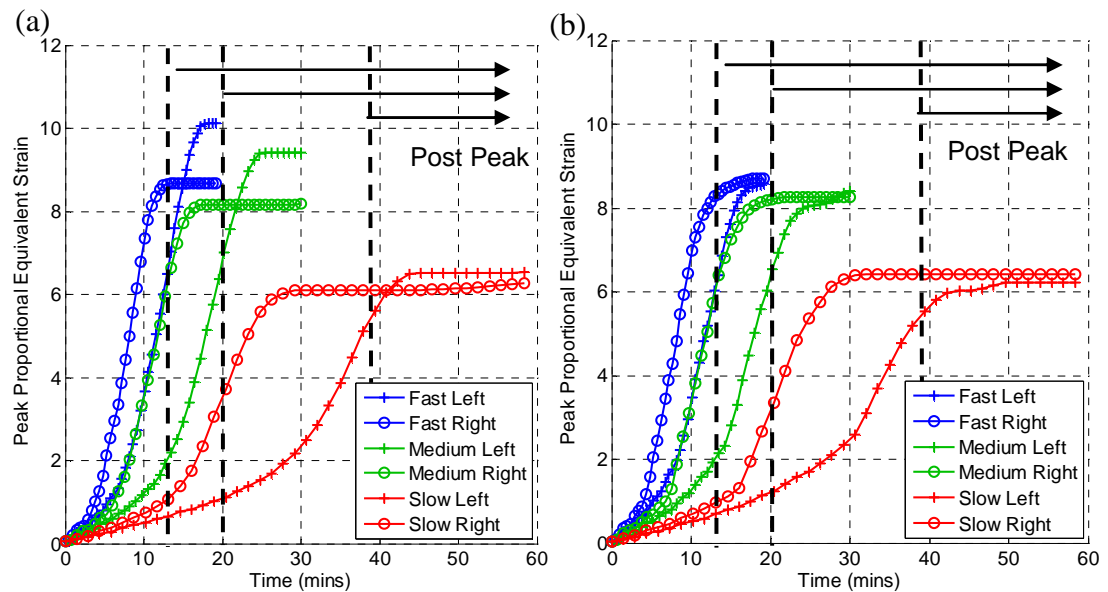 (a)
12
10
8
6
4
2
0
Peak Proportional Equivalent Strain
Post Peak
Fast Left
Fast Right
Medium Left
Medium Right
Slow Left
Slow Right
0 10 20 30 40 50 60
Time (mins)
(b)
12
10
8
6
4
2
0
Peak Proportional Equivalent Strain
Post Peak
Fast Left
Fast Right
Medium Left
Medium Right
Slow Left
Slow Right
0 10 20 30 40 50 60
Time (mins)